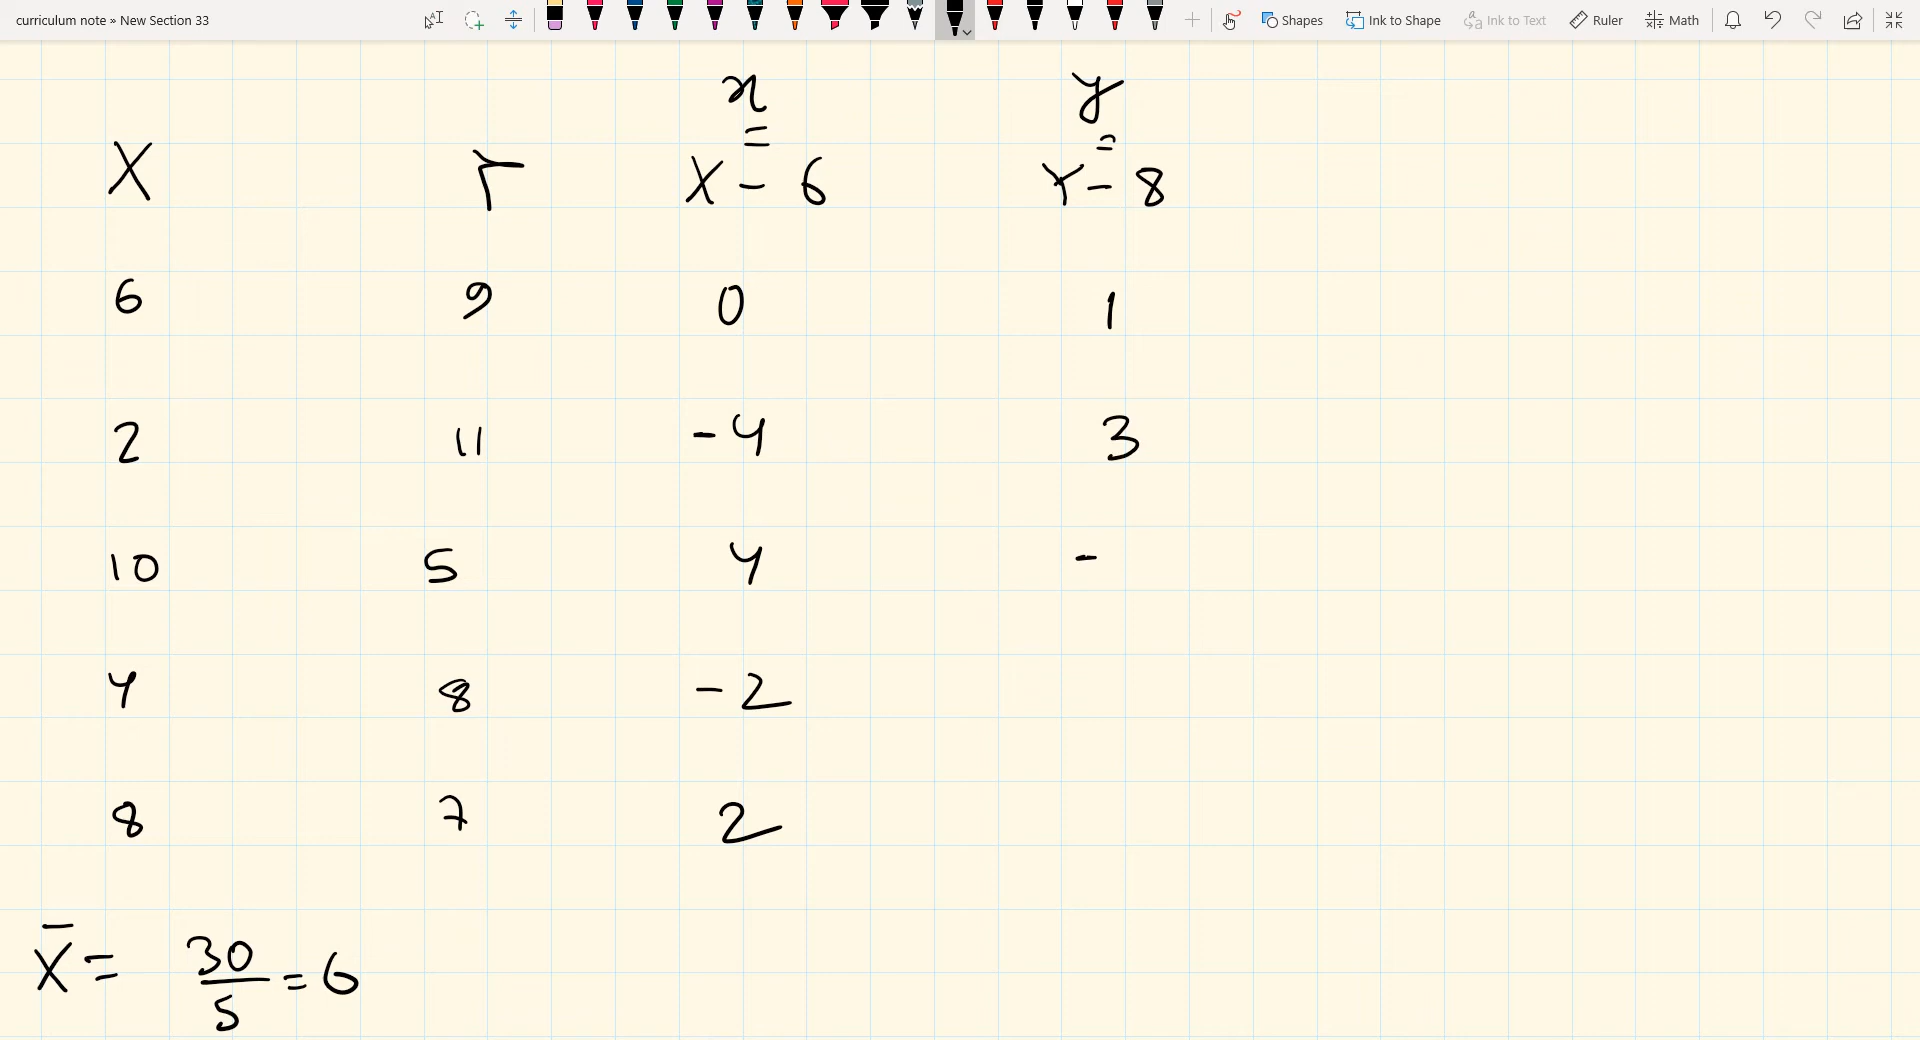 curriculum note » New Section 33
Shapes Ink to Shape Ink to Text Ruler Math
x y
= =
X Y X - 6 Y - 8
6 9 0 1
2 11 -4 3
10 5 4 -
4 8 -2
8 7 2
X̄ = 30/5 = 6